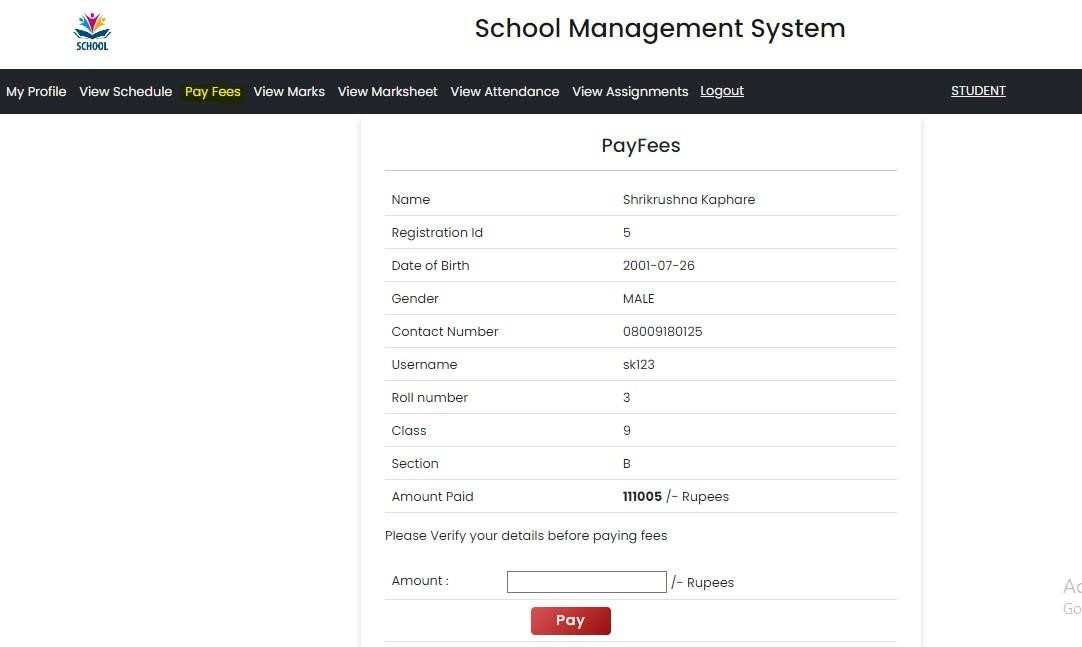 SCHOOL
School Management System
My Profile View Schedule Pay Fees View Marks View Marksheet View Attendance View Assignments Logout STUDENT
PayFees
Name Shrikrushna Kaphare
Registration Id 5
Date of Birth 2001-07-26
Gender MALE
Contact Number 08009180125
Username sk123
Roll number 3
Class 9
Section B
Amount Paid 111005 /- Rupees
Please Verify your details before paying fees
Amount : /- Rupees
Pay